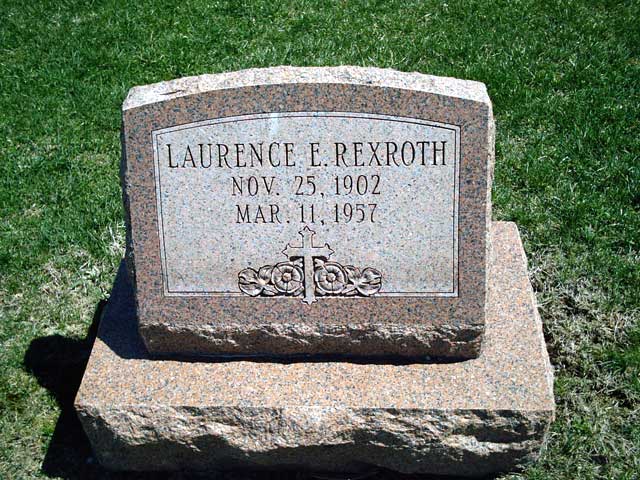 LAURENCE E. REXROTH
NOV. 25, 1902
MAR. 11, 1957